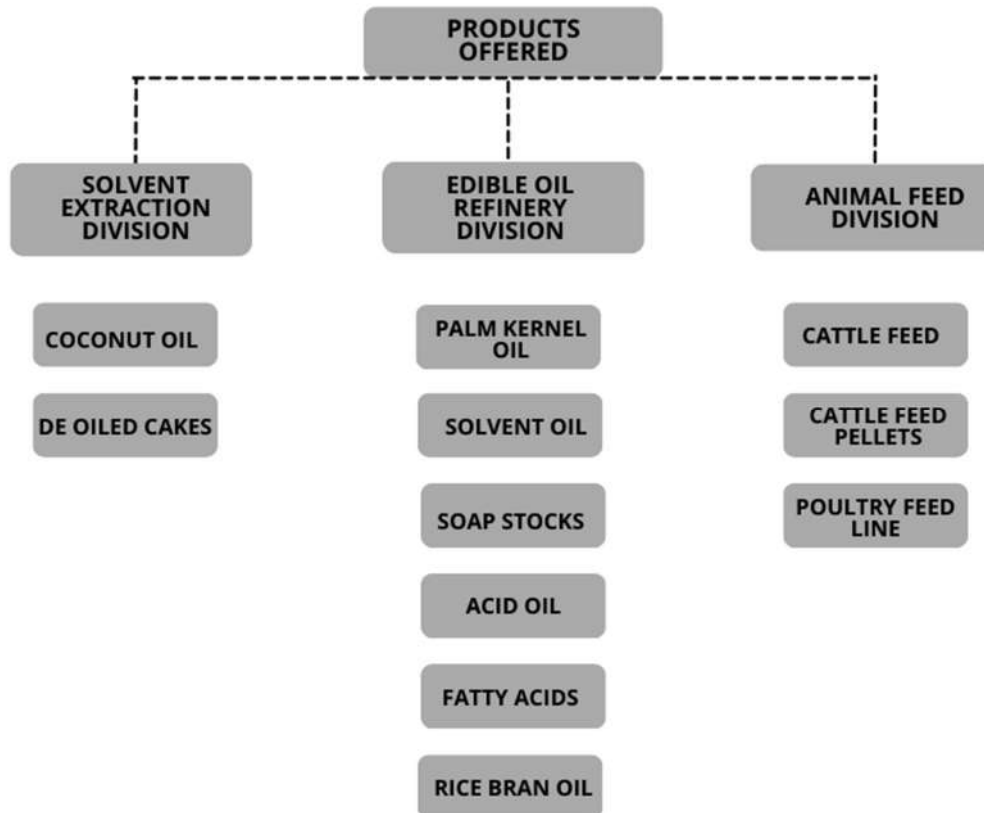 PRODUCTS
OFFERED
SOLVENT
EXTRACTION
DIVISION
EDIBLE OIL
REFINERY
DIVISION
ANIMAL FEED
DIVISION
COCONUT OIL
DE OILED CAKES
PALM KERNEL
OIL
SOLVENT OIL
SOAP STOCKS
ACID OIL
FATTY ACIDS
RICE BRAN OIL
CATTLE FEED
CATTLE FEED
PELLETS
POULTRY FEED
LINE